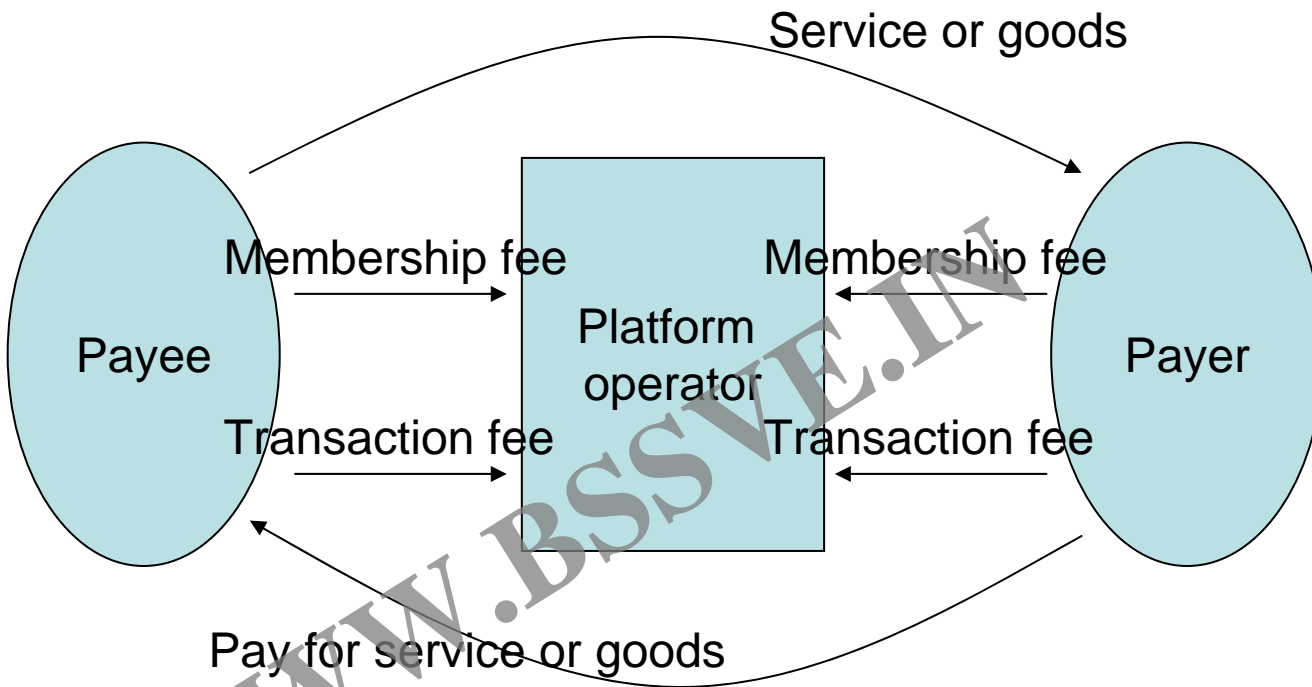 Service or goods
Membership fee
Membership fee
Platform
operator
Payee
Payer
Transaction fee
Transaction fee
Pay for service or goods
WW.BSSVE.IN